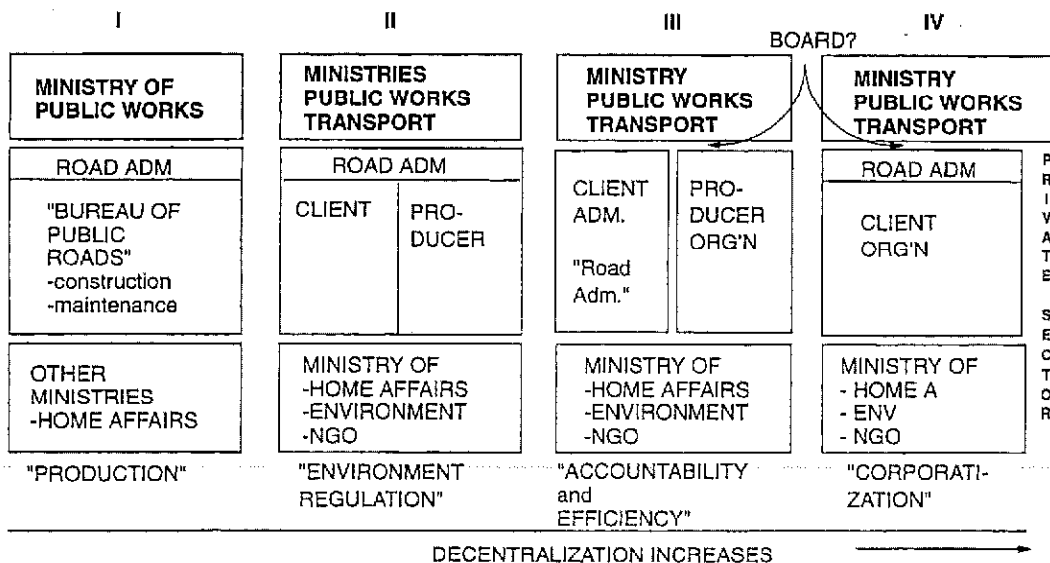 I
MINISTRY OF
PUBLIC WORKS
ROAD ADM
"BUREAU OF
PUBLIC
ROADS"
-construction
-maintenance
OTHER
MINISTRIES
-HOME AFFAIRS
"PRODUCTION"
II
MINISTRIES
PUBLIC WORKS
TRANSPORT
ROAD ADM
CLIENT
PRO-
DUCER
MINISTRY OF
-HOME AFFAIRS
-ENVIRONMENT
-NGO
"ENVIRONMENT
REGULATION"
III
BOARD?
MINISTRY
PUBLIC WORKS
TRANSPORT
CLIENT
ADM.
"Road
Adm."
PRO-
DUCER
ORG'N
MINISTRY OF
-HOME AFFAIRS
-ENVIRONMENT
-NGO
"ACCOUNTABILITY
and
EFFICIENCY"
IV
MINISTRY
PUBLIC WORKS
TRANSPORT
ROAD ADM
CLIENT
ORG'N
MINISTRY OF
- HOME A
- ENV
- NGO
"CORPORATI-
ZATION"
PRIVATE SECTOR
DECENTRALIZATION INCREASES